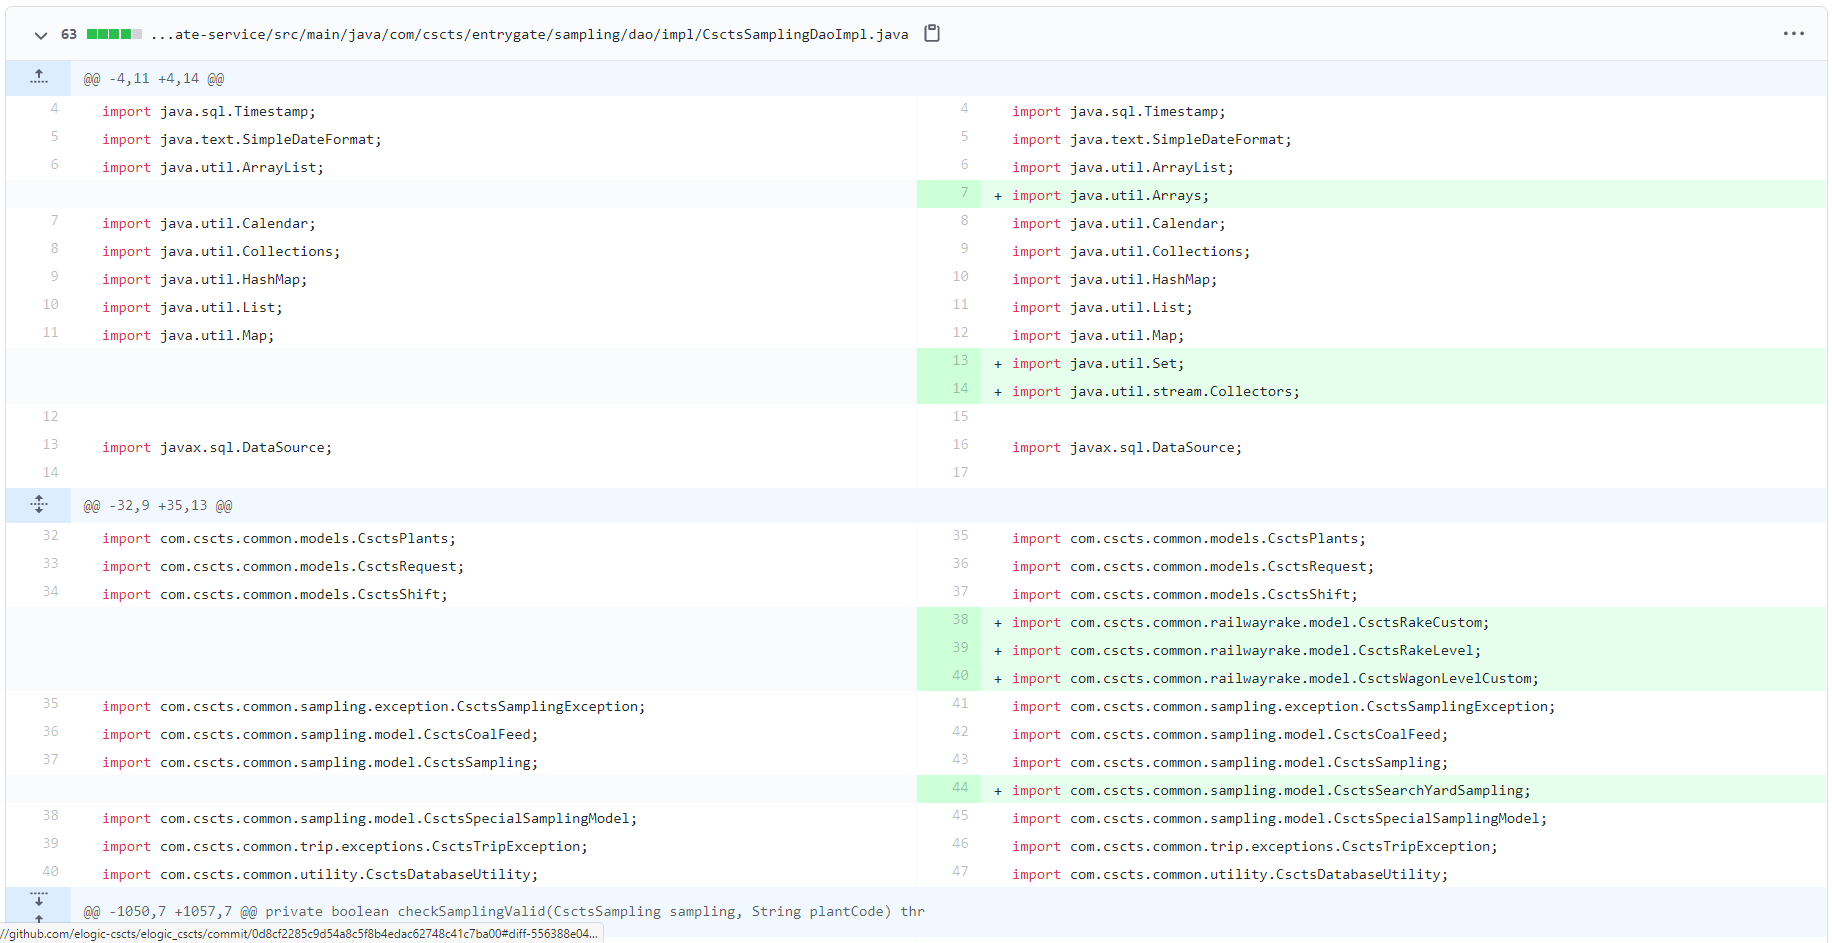 63 ...ate-service/src/main/java/com/cscts/entrygate/sampling/dao/impl/CsctsSamplingDaoImpl.java
@@ -4,11 +4,14 @@
4 import java.sql.Timestamp; 4 import java.sql.Timestamp;
5 import java.text.SimpleDateFormat; 5 import java.text.SimpleDateFormat;
6 import java.util.ArrayList; 6 import java.util.ArrayList;
7 + import java.util.Arrays;
7 import java.util.Calendar; 8 import java.util.Calendar;
8 import java.util.Collections; 9 import java.util.Collections;
9 import java.util.HashMap; 10 import java.util.HashMap;
10 import java.util.List; 11 import java.util.List;
11 import java.util.Map; 12 import java.util.Map;
13 + import java.util.Set;
14 + import java.util.stream.Collectors;
12 15
13 import javax.sql.DataSource; 16 import javax.sql.DataSource;
14 17
@@ -32,9 +35,13 @@
32 import com.cscts.common.models.CsctsPlants; 35 import com.cscts.common.models.CsctsPlants;
33 import com.cscts.common.models.CsctsRequest; 36 import com.cscts.common.models.CsctsRequest;
34 import com.cscts.common.models.CsctsShift; 37 import com.cscts.common.models.CsctsShift;
38 + import com.cscts.common.railwayrake.model.CsctsRakeCustom;
39 + import com.cscts.common.railwayrake.model.CsctsRakeLevel;
40 + import com.cscts.common.railwayrake.model.CsctsWagonLevelCustom;
35 import com.cscts.common.sampling.exception.CsctsSamplingException; 41 import com.cscts.common.sampling.exception.CsctsSamplingException;
36 import com.cscts.common.sampling.model.CsctsCoalFeed; 42 import com.cscts.common.sampling.model.CsctsCoalFeed;
37 import com.cscts.common.sampling.model.CsctsSampling; 43 import com.cscts.common.sampling.model.CsctsSampling;
44 + import com.cscts.common.sampling.model.CsctsSearchYardSampling;
38 import com.cscts.common.sampling.model.CsctsSpecialSamplingModel; 45 import com.cscts.common.sampling.model.CsctsSpecialSamplingModel;
39 import com.cscts.common.trip.exceptions.CsctsTripException; 46 import com.cscts.common.trip.exceptions.CsctsTripException;
40 import com.cscts.common.utility.CsctsDatabaseUtility; 47 import com.cscts.common.utility.CsctsDatabaseUtility;
@@ -1050,7 +1057,7 @@ private boolean checkSamplingValid(CsctsSampling sampling, String plantCode) thr
//github.com/elogic-cscts/elogic_cscts/commit/0d8cf2285c9d54a8c5f8b4edac62748c41c7ba00#diff-556388e04...